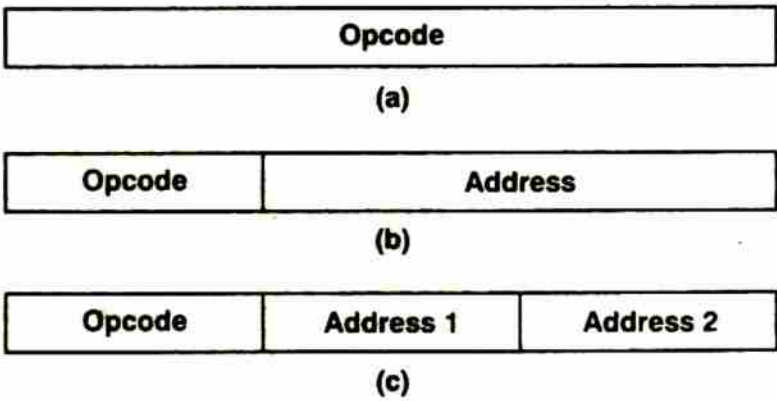 Opcode
(a)
Opcode Address
(b)
Opcode Address 1 Address 2
(c)